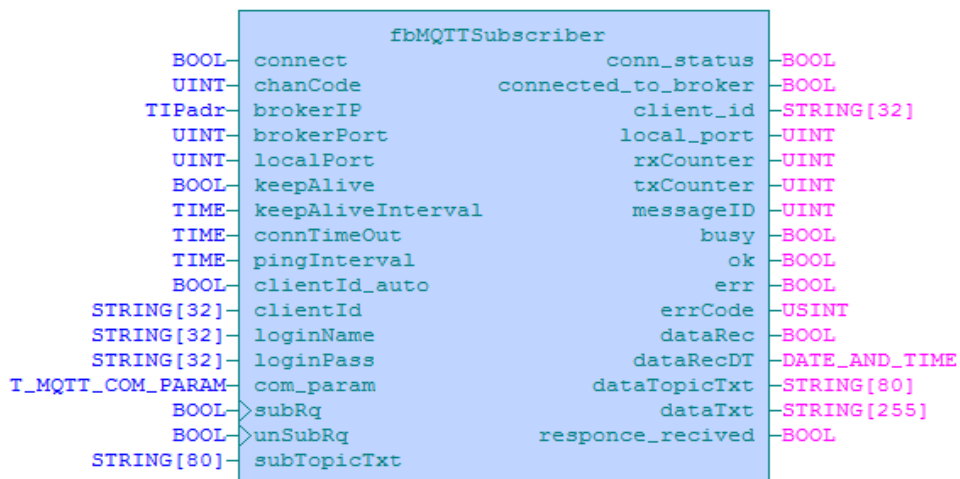 fbMQTTSubscriber
BOOL connect conn_status BOOL
UINT chanCode connected_to_broker BOOL
TIPadr brokerIP client_id STRING[32]
UINT brokerPort local_port UINT
UINT localPort rxCounter UINT
BOOL keepAlive txCounter UINT
TIME keepAliveInterval messageID UINT
TIME connTimeOut busy BOOL
TIME pingInterval ok BOOL
BOOL clientId_auto err BOOL
STRING[32] clientId errCode USINT
STRING[32] loginName dataRec BOOL
STRING[32] loginPass dataRecDT DATE_AND_TIME
T_MQTT_COM_PARAM com_param dataTopicTxt STRING[80]
BOOL subRq dataTxt STRING[255]
BOOL unSubRq responce_recived BOOL
STRING[80] subTopicTxt